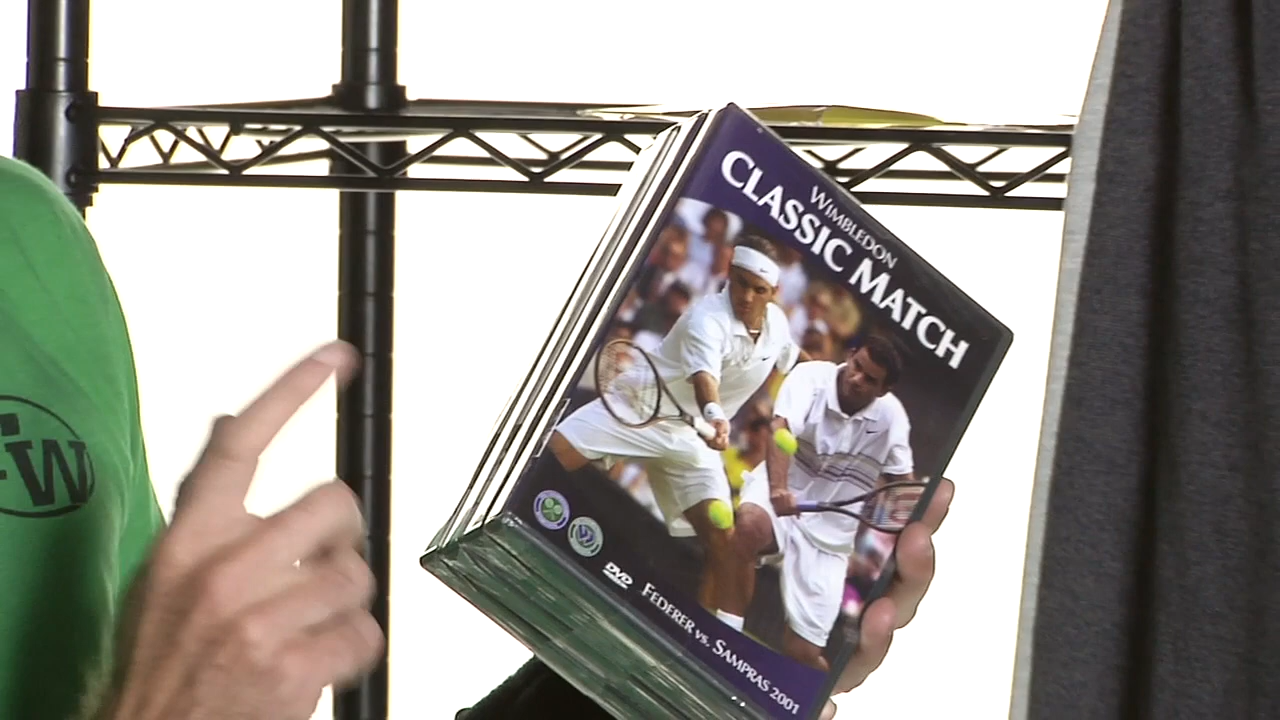 WIMBLEDON
CLASSIC MATCH
DVD
FEDERER VS. SAMPRAS 2001
W